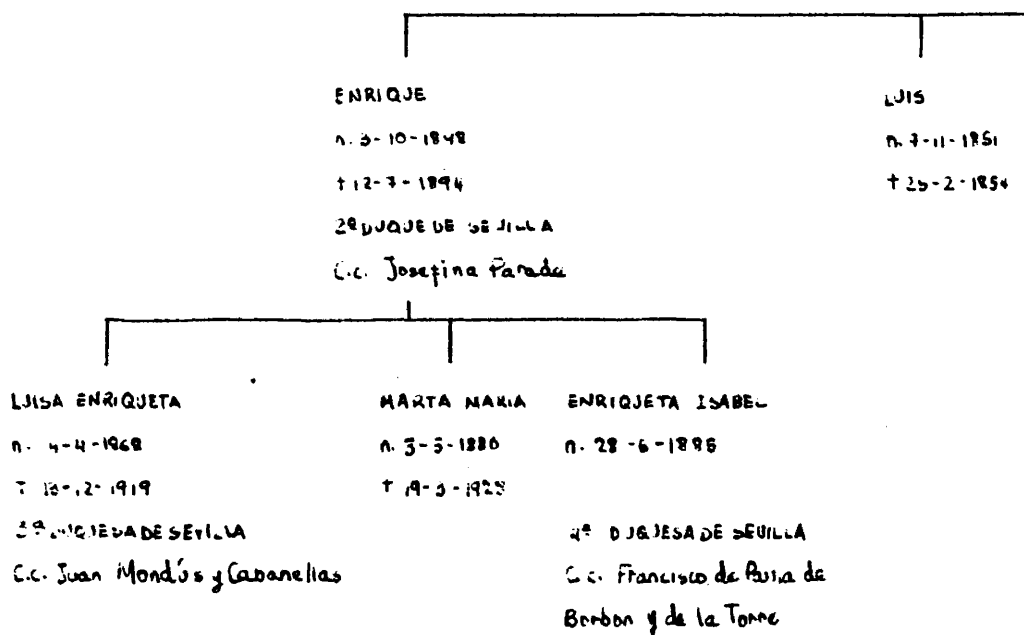 ENRIQUE
n. 3-10-1848
† 12-7-1894
2º DUQUE DE SEVILLA
C.c. Josefina Parade
LUIS
n. 7-11-1851
† 25-2-1854
LUISA ENRIQUETA
n. 4-4-1968
† 18-12-1919
3ª DUQUESA DE SEVILLA
C.c. Juan Mondús y Cabanellas
MARTA MARIA
n. 3-5-1880
† 19-3-1928
ENRIQUETA ISABEL
n. 28-6-1885
4ª DUQUESA DE SEVILLA
C.c. Francisco de Paula de
Borbon y de la Torre